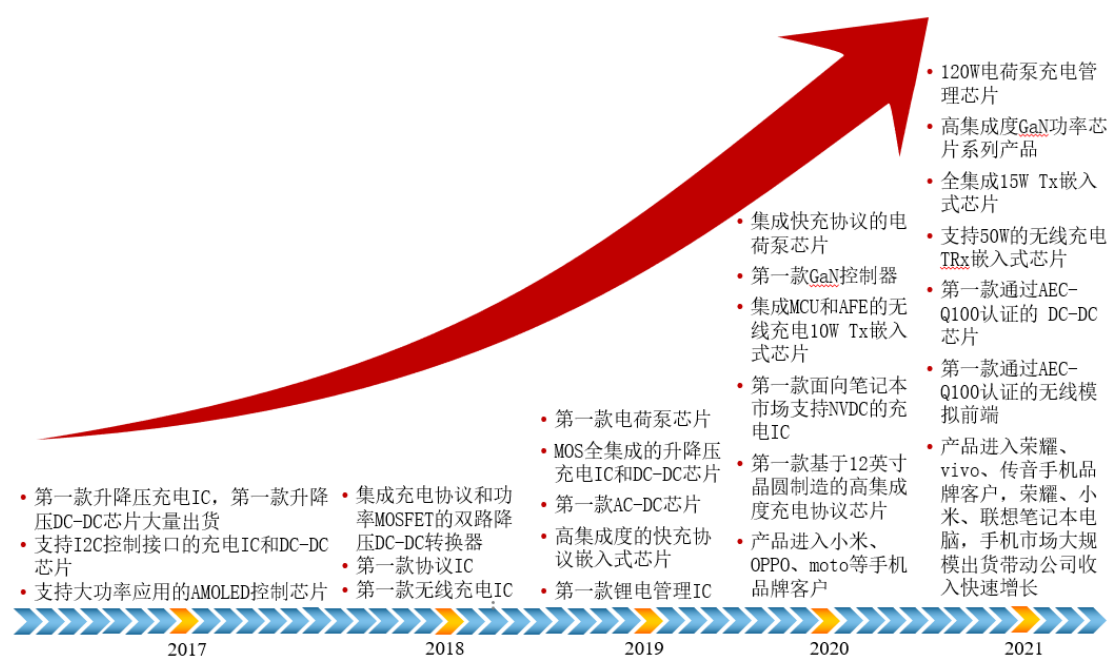 • 第一款升降压充电IC，第一款升降
压DC-DC芯片大量出货
• 支持I2C控制接口的充电IC和DC-DC
芯片
• 支持大功率应用的AMOLED控制芯片
2017
• 集成充电协议和功
率MOSFET的双路降
压DC-DC转换器
• 第一款协议IC
• 第一款无线充电IC
2018
• 第一款电荷泵芯片
• MOS全集成的升降压
充电IC和DC-DC芯片
• 第一款AC-DC芯片
• 高集成度的快充协
议嵌入式芯片
• 第一款锂电管理IC
2019
• 集成快充协议的电
荷泵芯片
• 第一款GaN控制器
• 集成MCU和AFE的无
线充电10W Tx嵌入
式芯片
• 第一款面向笔记本
市场支持NVDC的充
电IC
• 第一款基于12英寸
晶圆制造的高集成
度充电协议芯片
• 产品进入小米、
OPPO、moto等手机
品牌客户
2020
• 120W电荷泵充电管
理芯片
• 高集成度GaN功率芯
片系列产品
• 全集成15W Tx嵌入
式芯片
• 支持50W的无线充电
TRx嵌入式芯片
• 第一款通过AEC-
Q100认证的 DC-DC
芯片
• 第一款通过AEC-
Q100认证的无线模
拟前端
• 产品进入荣耀、
vivo、传音手机品
牌客户，荣耀、小
米、联想笔记本电
脑，手机市场大规
模出货带动公司收
入快速增长
2021